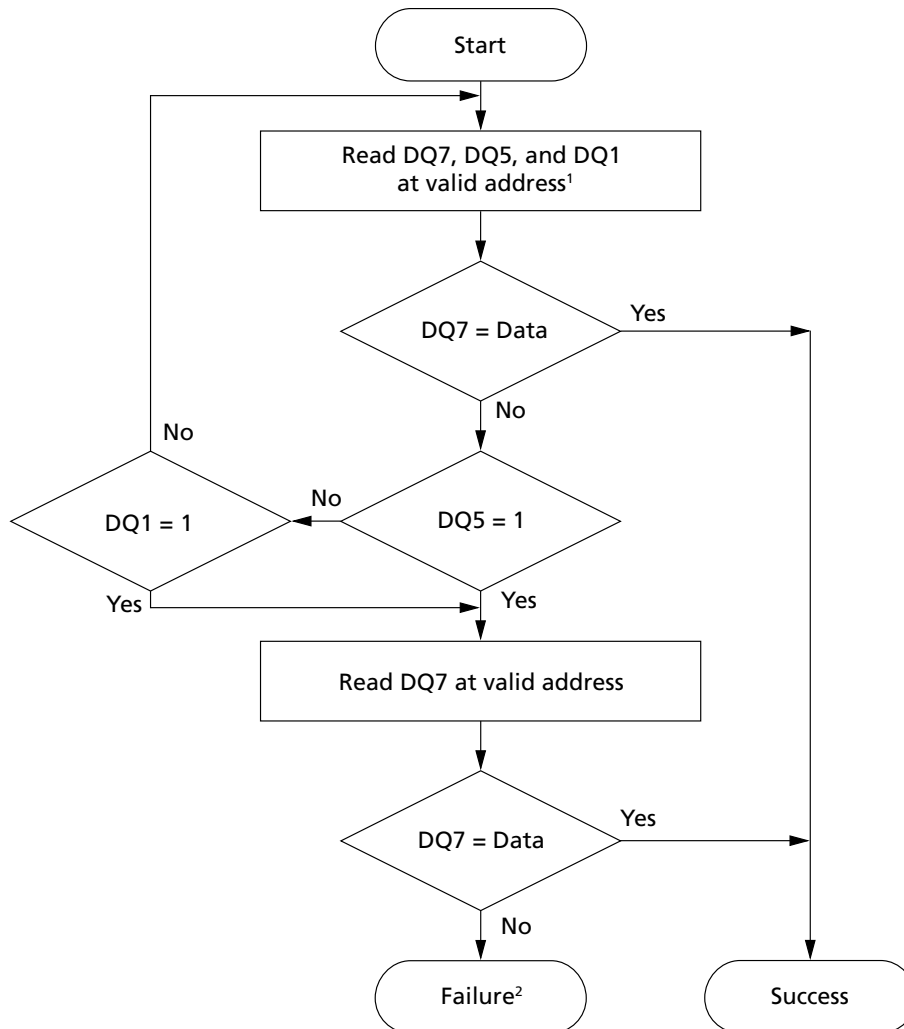 Start
Read DQ7, DQ5, and DQ1
at valid address¹
DQ7 = Data
Yes
No
DQ5 = 1
No
DQ1 = 1
No
Yes
Yes
Read DQ7 at valid address
DQ7 = Data
Yes
No
Failure²
Success